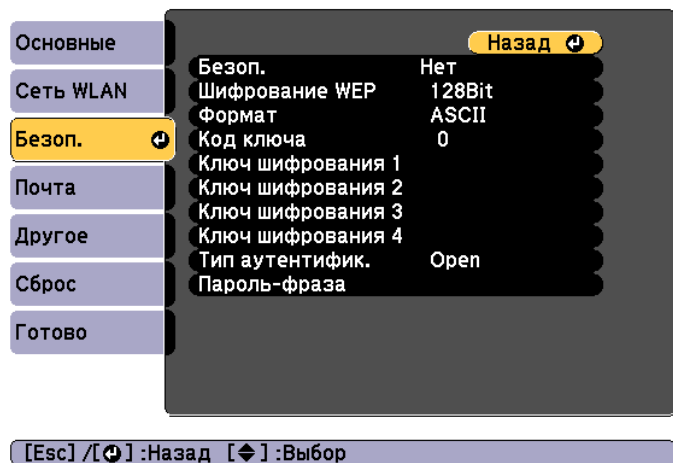 Основные
Сеть WLAN
Безоп.
Почта
Другое
Сброс
Готово
Назад
Безоп. Нет
Шифрование WEP 128Bit
Формат ASCII
Код ключа 0
Ключ шифрования 1
Ключ шифрования 2
Ключ шифрования 3
Ключ шифрования 4
Тип аутентифик. Open
Пароль-фраза
[Esc] /[ ] :Назад [ ] :Выбор